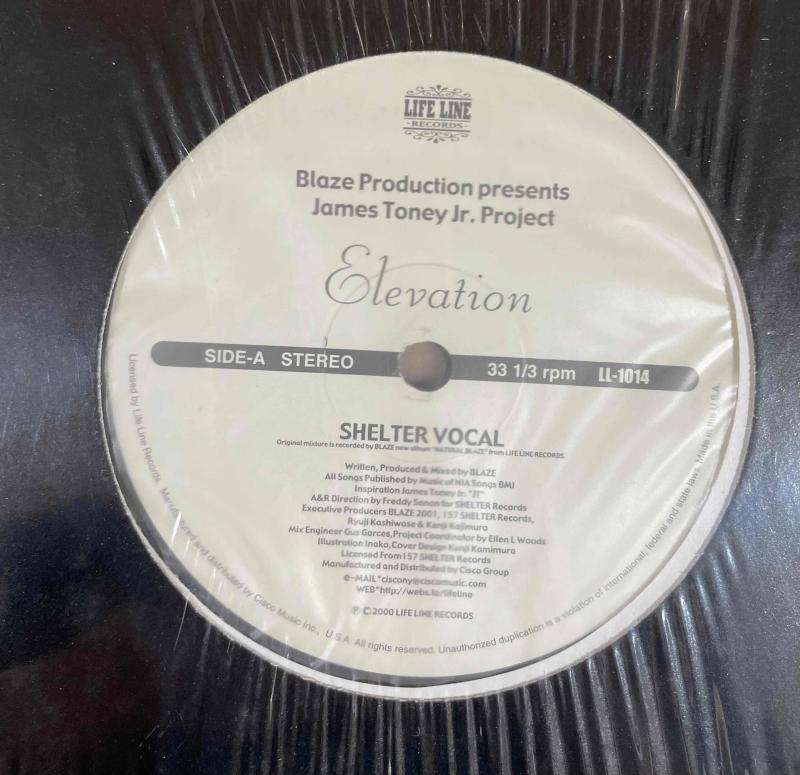 LIFE LINE
-RECORDS-
Blaze Production presents
James Toney Jr. Project
Elevation
SIDE-A STEREO 33 1/3 rpm LL-1014
SHELTER VOCAL
Original mixture is recorded by BLAZE new album "NATURAL BLAZE" from LIFE LINE RECORDS.
Written, Produced & Mixed by BLAZE
All Songs Published by Music of NIA Songs BMI
Inspiration James Toney Jr. "JT"
A&R Direction by Freddy Sanon for SHELTER Records
Executive Producers BLAZE 2001, 157 SHELTER Records,
Ryuji Kashiwase & Kenji Kajimura
Mix Engineer Gus Garces,Project Coordinator by Ellen L Woods
Illustration Inako,Cover Design Kenji Kamimura
Licensed From 157 SHELTER Records
Manufactured and Distributed by Cisco Group
e-MAIL*ciscony@ciscomusic.com
WEB*http://webs.to/lifeline
℗ © 2000 LIFE LINE RECORDS
Licensed by Life Line Records. Manufactured and distributed by Cisco Music Inc., U.S.A. All rights reserved. Unauthorized duplication is a violation of international, federal and state laws. Made in the U.S.A.